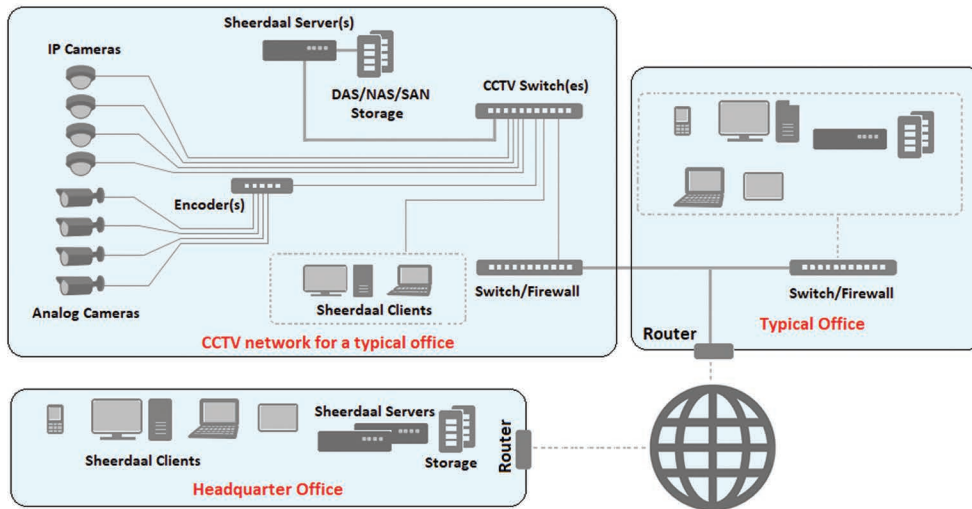 Sheerdaal Server(s)
IP Cameras
DAS/NAS/SAN
Storage
CCTV Switch(es)
Encoder(s)
Analog Cameras
Sheerdaal Clients
Switch/Firewall
CCTV network for a typical office
Switch/Firewall
Typical Office
Router
Sheerdaal Clients
Sheerdaal Servers
Storage
Router
Headquarter Office